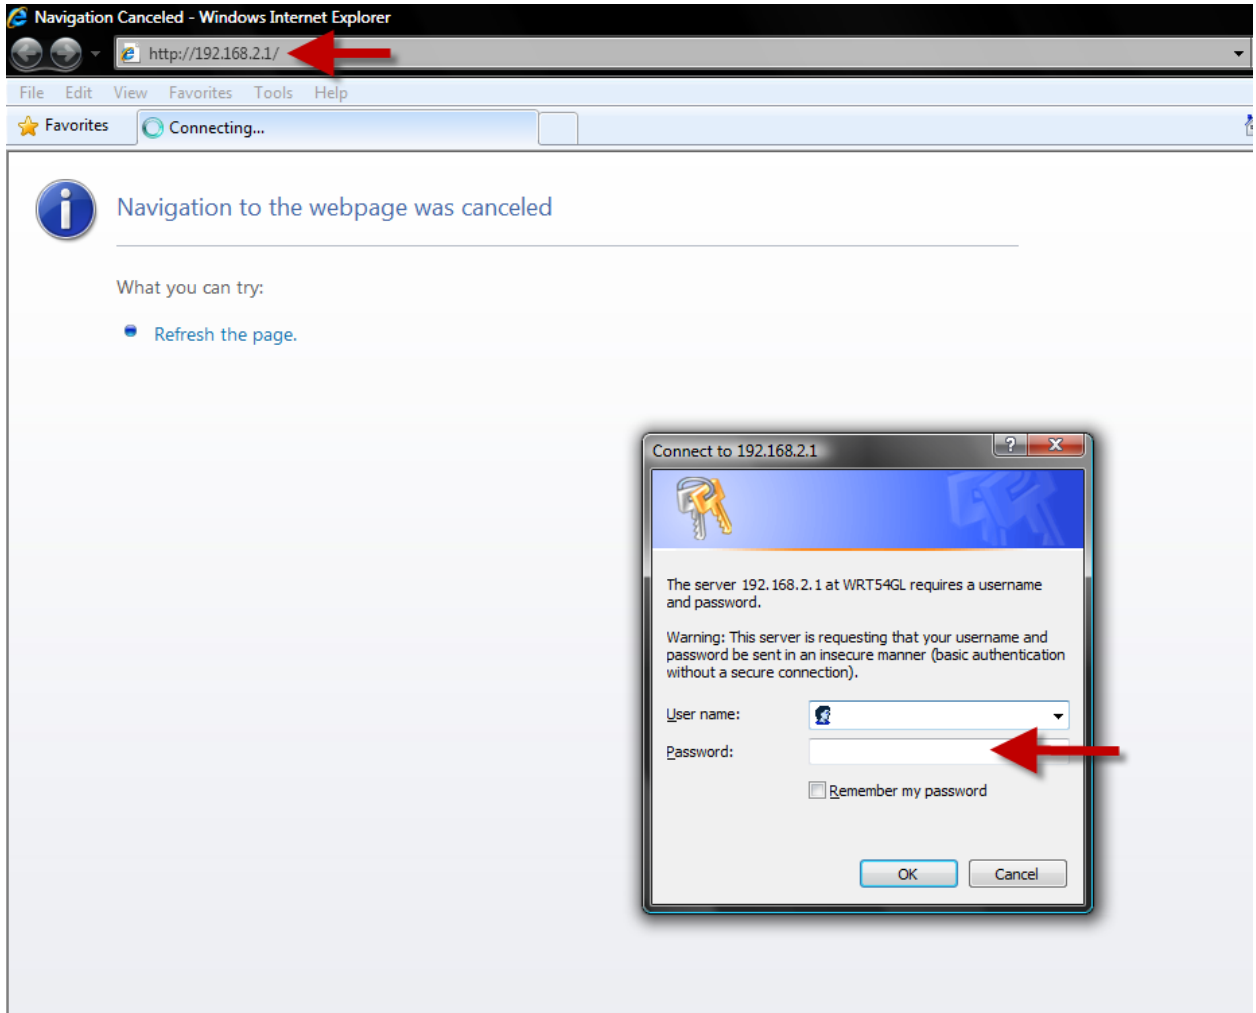 Navigation Canceled - Windows Internet Explorer
http://192.168.2.1/
File Edit View Favorites Tools Help
Favorites Connecting...
Navigation to the webpage was canceled
What you can try:
Refresh the page.
Connect to 192.168.2.1
The server 192.168.2.1 at WRT54GL requires a username
and password.
Warning: This server is requesting that your username and
password be sent in an insecure manner (basic authentication
without a secure connection).
User name:
Password:
Remember my password
OK Cancel